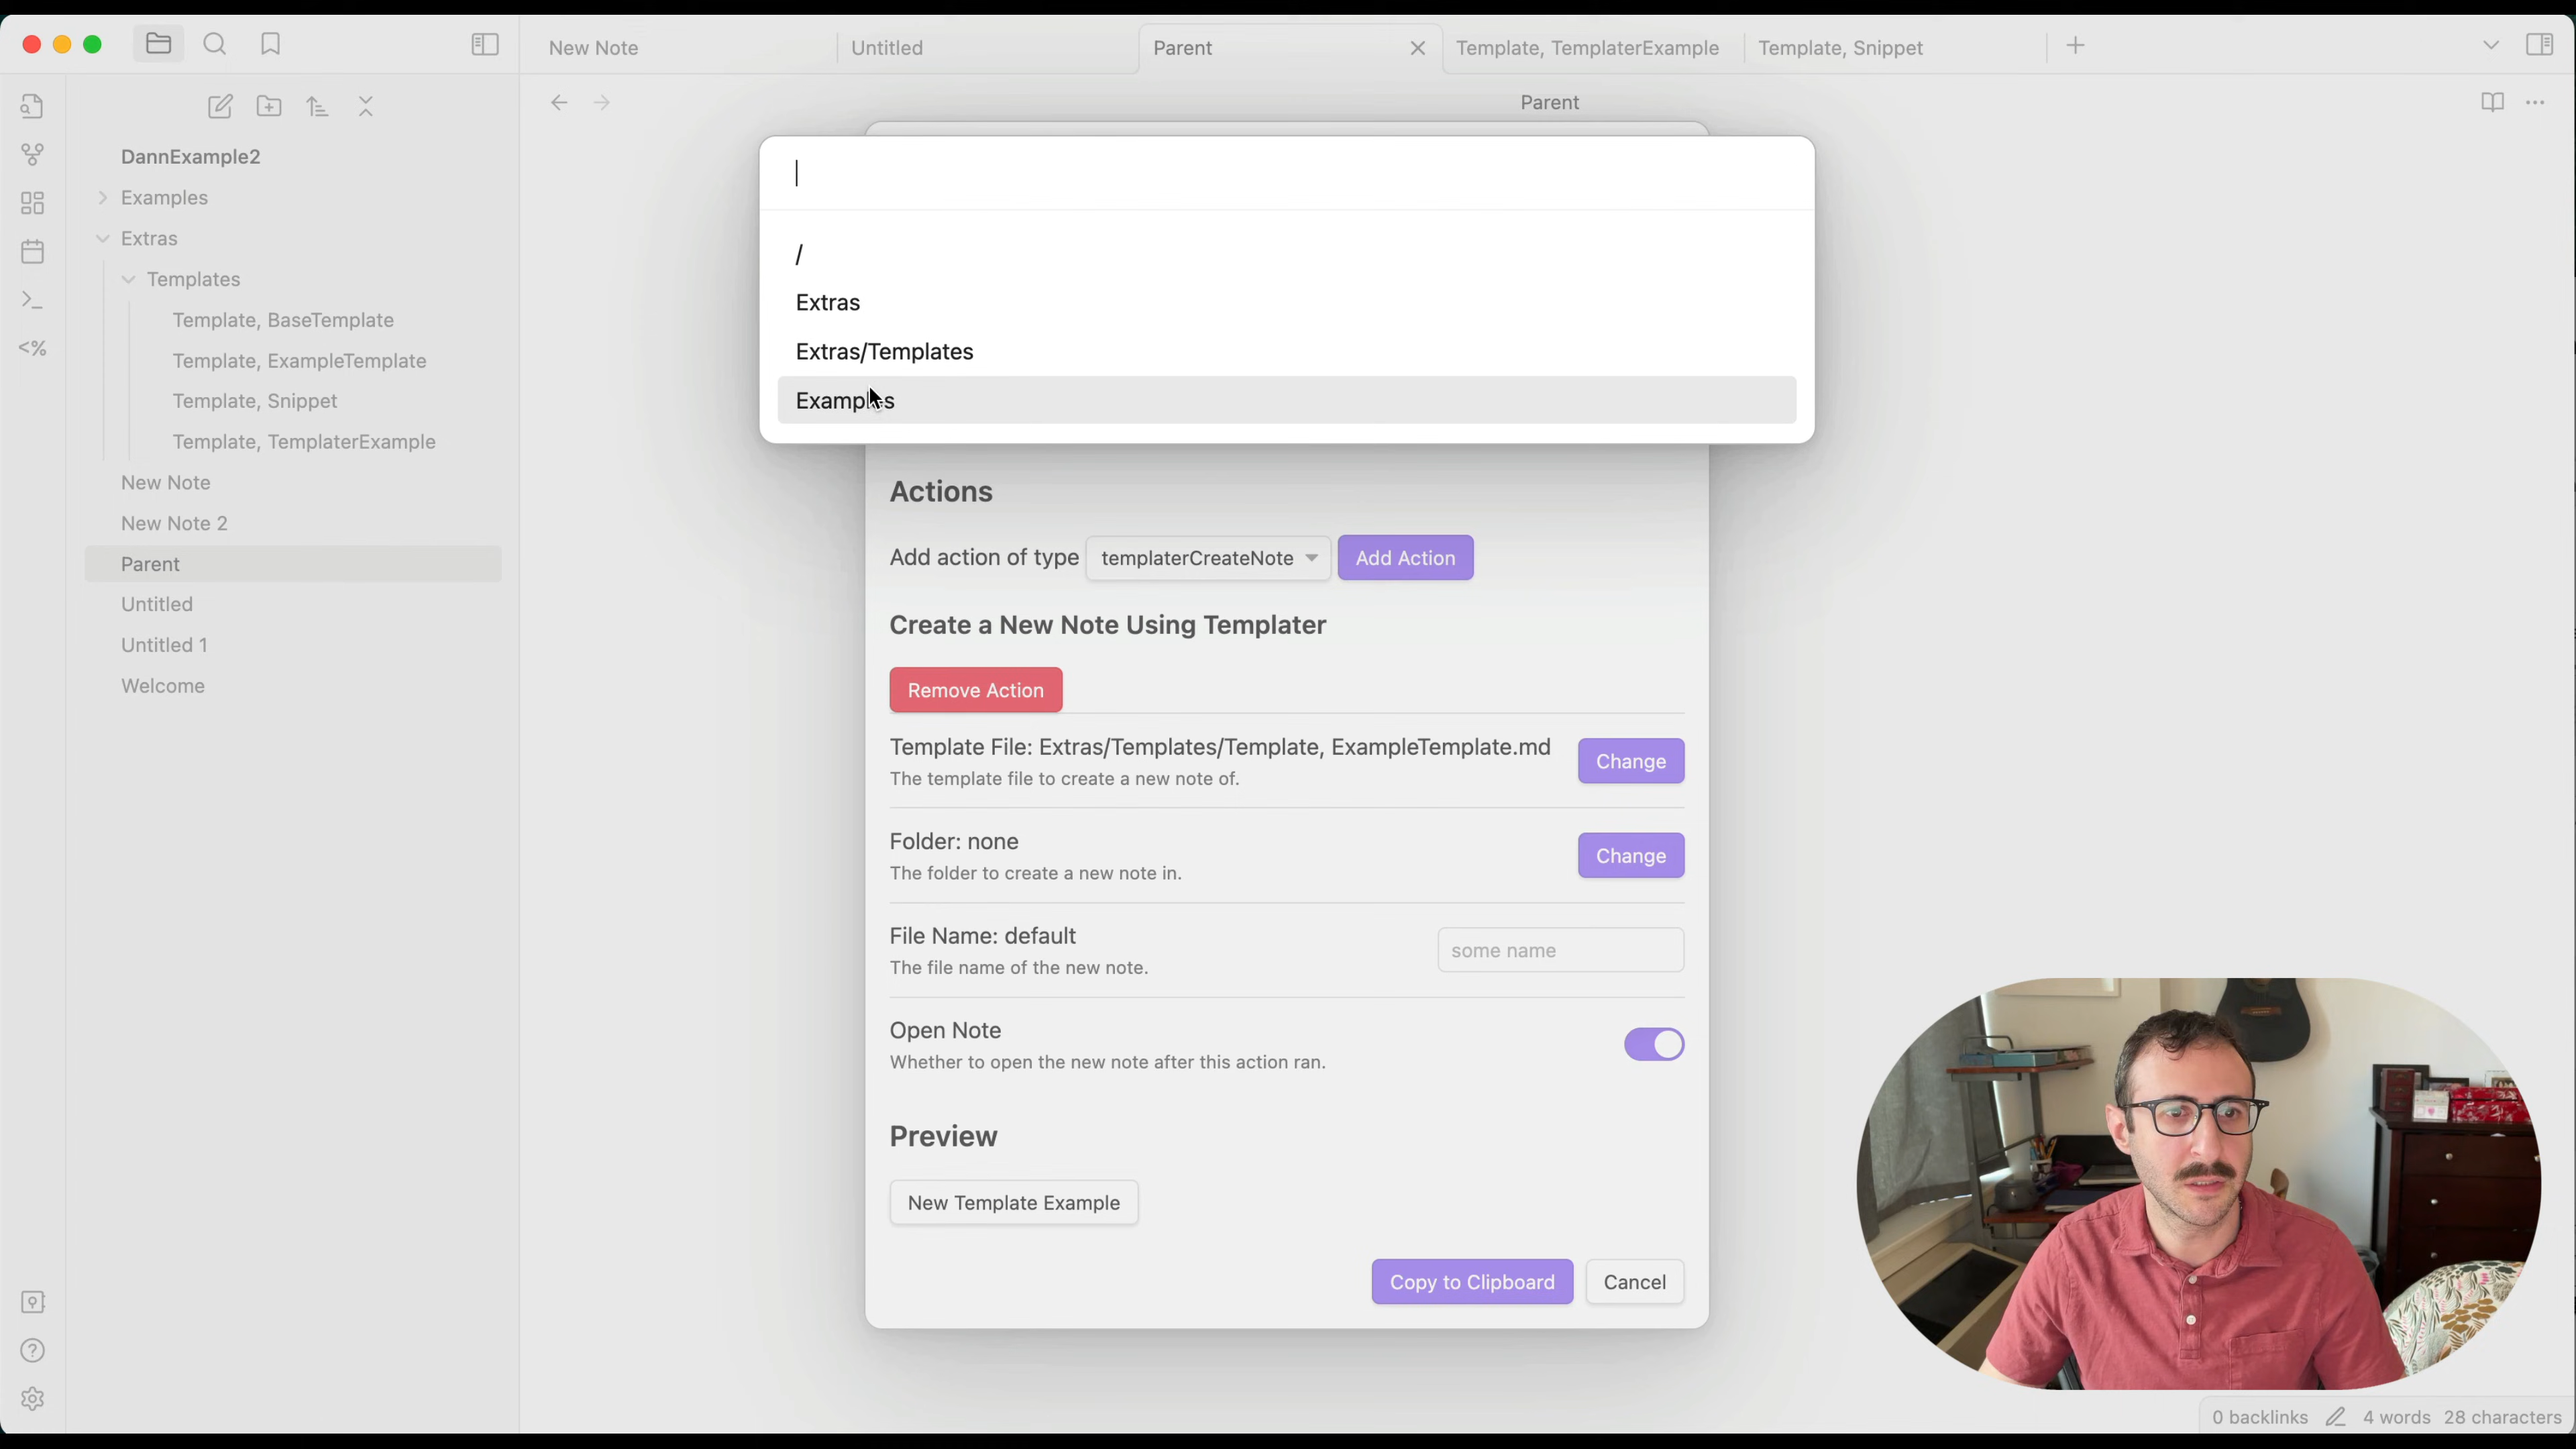 New Note
Untitled
Parent
Template, TemplaterExample
Template, Snippet
Parent
DannExample2
Examples
Extras
Templates
Template, BaseTemplate
Template, ExampleTemplate
Template, Snippet
Template, TemplaterExample
New Note
New Note 2
Parent
Untitled
Untitled 1
Welcome
<%
/
Extras
Extras/Templates
Examples
Actions
Add action of type templaterCreateNote Add Action
Create a New Note Using Templater
Remove Action
Template File: Extras/Templates/Template, ExampleTemplate.md
The template file to create a new note of.
Change
Folder: none
The folder to create a new note in.
Change
File Name: default
The file name of the new note.
some name
Open Note
Whether to open the new note after this action ran.
Preview
New Template Example
Copy to Clipboard
Cancel
0 backlinks 4 words 28 characters